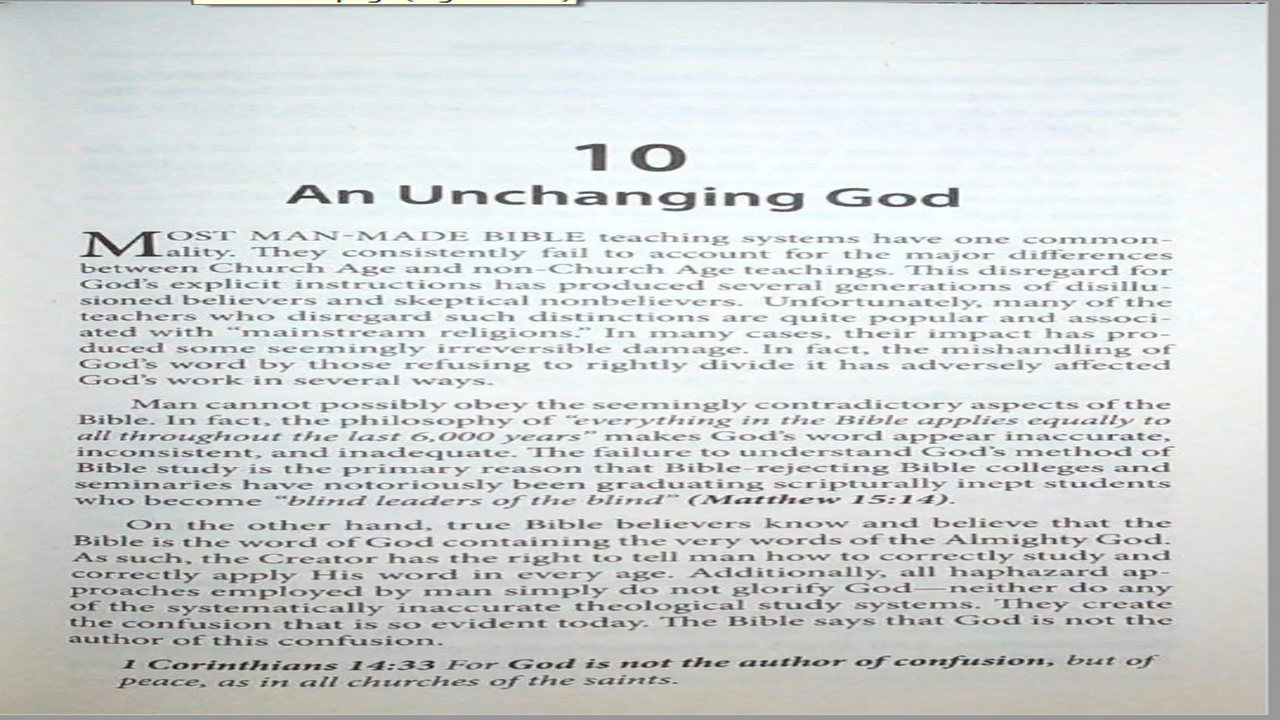 10
An Unchanging God
MOST MAN-MADE BIBLE teaching systems have one common-
ality. They consistently fail to account for the major differences
between Church Age and non-Church Age teachings. This disregard for
God's explicit instructions has produced several generations of disillu-
sioned believers and skeptical nonbelievers. Unfortunately, many of the
teachers who disregard such distinctions are quite popular and associ-
ated with "mainstream religions." In many cases, their impact has pro-
duced some seemingly irreversible damage. In fact, the mishandling of
God's word by those refusing to rightly divide it has adversely affected
God's work in several ways.
Man cannot possibly obey the seemingly contradictory aspects of the
Bible. In fact, the philosophy of "everything in the Bible applies equally to
all throughout the last 6,000 years" makes God's word appear inaccurate,
inconsistent, and inadequate. The failure to understand God's method of
Bible study is the primary reason that Bible-rejecting Bible colleges and
seminaries have notoriously been graduating scripturally inept students
who become "blind leaders of the blind" (Matthew 15:14).
On the other hand, true Bible believers know and believe that the
Bible is the word of God containing the very words of the Almighty God.
As such, the Creator has the right to tell man how to correctly study and
correctly apply His word in every age. Additionally, all haphazard ap-
proaches employed by man simply do not glorify God—neither do any
of the systematically inaccurate theological study systems. They create
the confusion that is so evident today. The Bible says that God is not the
author of this confusion.
1 Corinthians 14:33 For God is not the author of confusion, but of
peace, as in all churches of the saints.